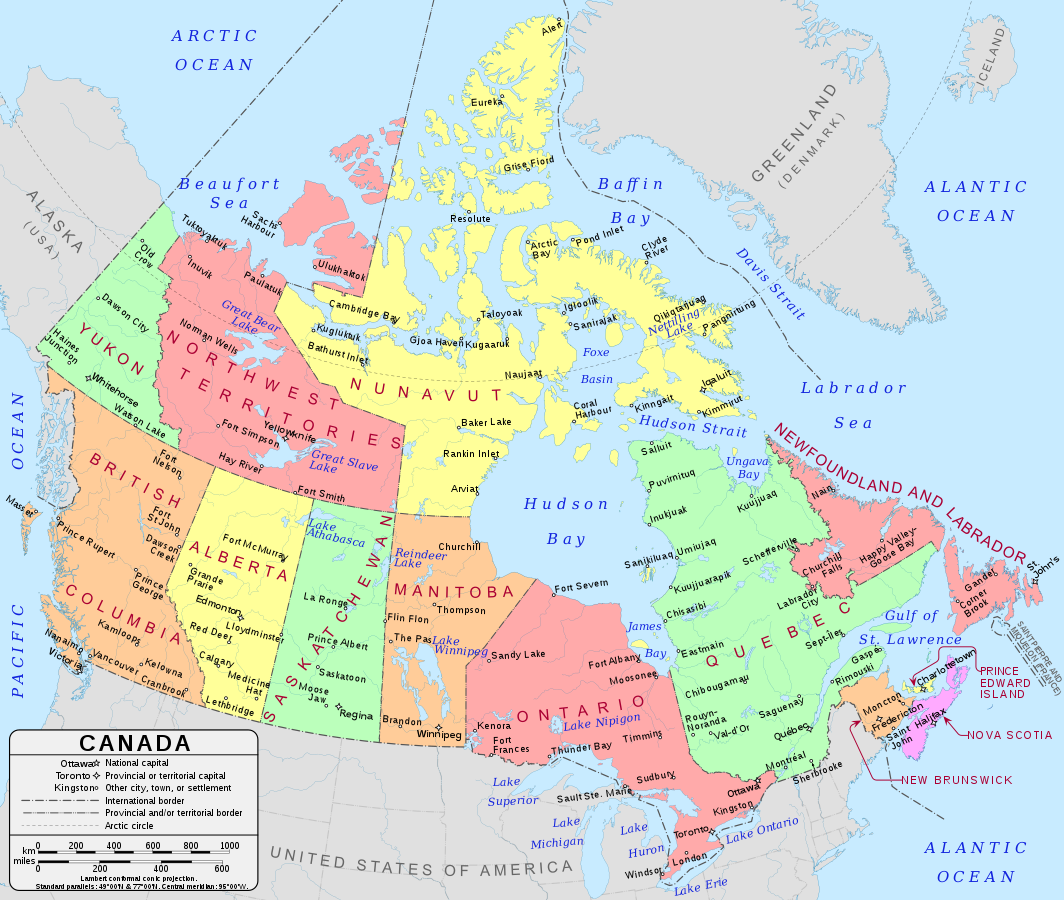 ARCTIC
OCEAN
ICELAND
GREENLAND
(DENMARK)
ALASKA
(USA)
Beaufort
Sea
Baffin
Bay
ALANTIC
OCEAN
Davis Strait
Labrador
Sea
Alert
Eureka
Grise Fiord
Resolute
Sachs
Harbour
Tuktoyaktuk
Ulukhaktok
Arctic
Bay
Pond Inlet
Clyde
River
Old
Crow
Inuvik
Paulatuk
Dawson City
YUKON
Haines
Junction
Whitehorse
Watson Lake
Norman Wells
Great Bear
Lake
NORTHWEST
TERRITORIES
Fort Simpson
Yellowknife
Great Slave
Lake
Hay River
Fort Smith
Cambridge Bay
Kugluktuk
Bathurst Inlet
Gjoa Haven
Kugaaruk
Taloyoak
Igloolik
Sanirajak
Qikiqtarjuaq
Nettilling
Lake
Pangnirtung
Foxe
Basin
Naujaat
NUNAVUT
Baker Lake
Rankin Inlet
Arviat
Coral
Harbour
Kinngait
Iqaluit
Kimmirut
Hudson Strait
Hudson
Bay
Ungava
Bay
PACIFIC
OCEAN
Masset
Prince Rupert
BRITISH
COLUMBIA
Fort
Nelson
Fort
St John
Dawson
Creek
Prince
George
Kamloops
Nanaimo
Victoria
Vancouver
Kelowna
Cranbrook
ALBERTA
Fort McMurray
Grande
Prairie
Edmonton
Red Deer
Lloydminster
Calgary
Medicine
Hat
Lethbridge
SASKATCHEWAN
Lake
Athabasca
La Ronge
Prince Albert
Saskatoon
Moose
Jaw
Regina
MANITOBA
Reindeer
Lake
Churchill
Thompson
Flin Flon
The Pas
Lake
Winnipeg
Brandon
Winnipeg
ONTARIO
Fort Severn
Sandy Lake
Fort Albany
Moosonee
Lake Nipigon
Kenora
Fort
Frances
Thunder Bay
Timmins
Sudbury
Sault Ste. Marie
Ottawa
Kingston
Toronto
London
Windsor
Lake
Superior
Lake
Michigan
Lake
Huron
Lake Ontario
Lake Erie
James
Bay
QUEBEC
Salluit
Puvirnituq
Inukjuak
Kuujjuaq
Umiujaq
Sanikiluaq
Kuujjuarapik
Chisasibi
Eastmain
Chibougamau
Schefferville
Sept-Iles
Gaspé
Rimouski
Rouyn-
Noranda
Val-d'Or
Saguenay
Québec
Montréal
Sherbrooke
NEWFOUNDLAND AND LABRADOR
Nain
Happy Valley-
Goose Bay
Churchill
Falls
Labrador
City
Gander
Corner
Brook
St. John's
SAINT PIERRE AND
MIQUELON (FRANCE)
Gulf of
St. Lawrence
Charlottetown
PRINCE
EDWARD
ISLAND
Moncton
Fredericton
Saint
John
Halifax
NOVA SCOTIA
NEW BRUNSWICK
ALANTIC
OCEAN
UNITED STATES OF AMERICA
CANADA
Ottawa National capital
Toronto Provincial or territorial capital
Kingston Other city, town, or settlement
International border
Provincial and/or territorial border
Arctic circle
km 0 200 400 600 800 1000
miles 0 200 400 600
Lambert conformal conic projection.
Standard parallels: 49°00'N & 77°00'N. Central meridian: 95°00'W.